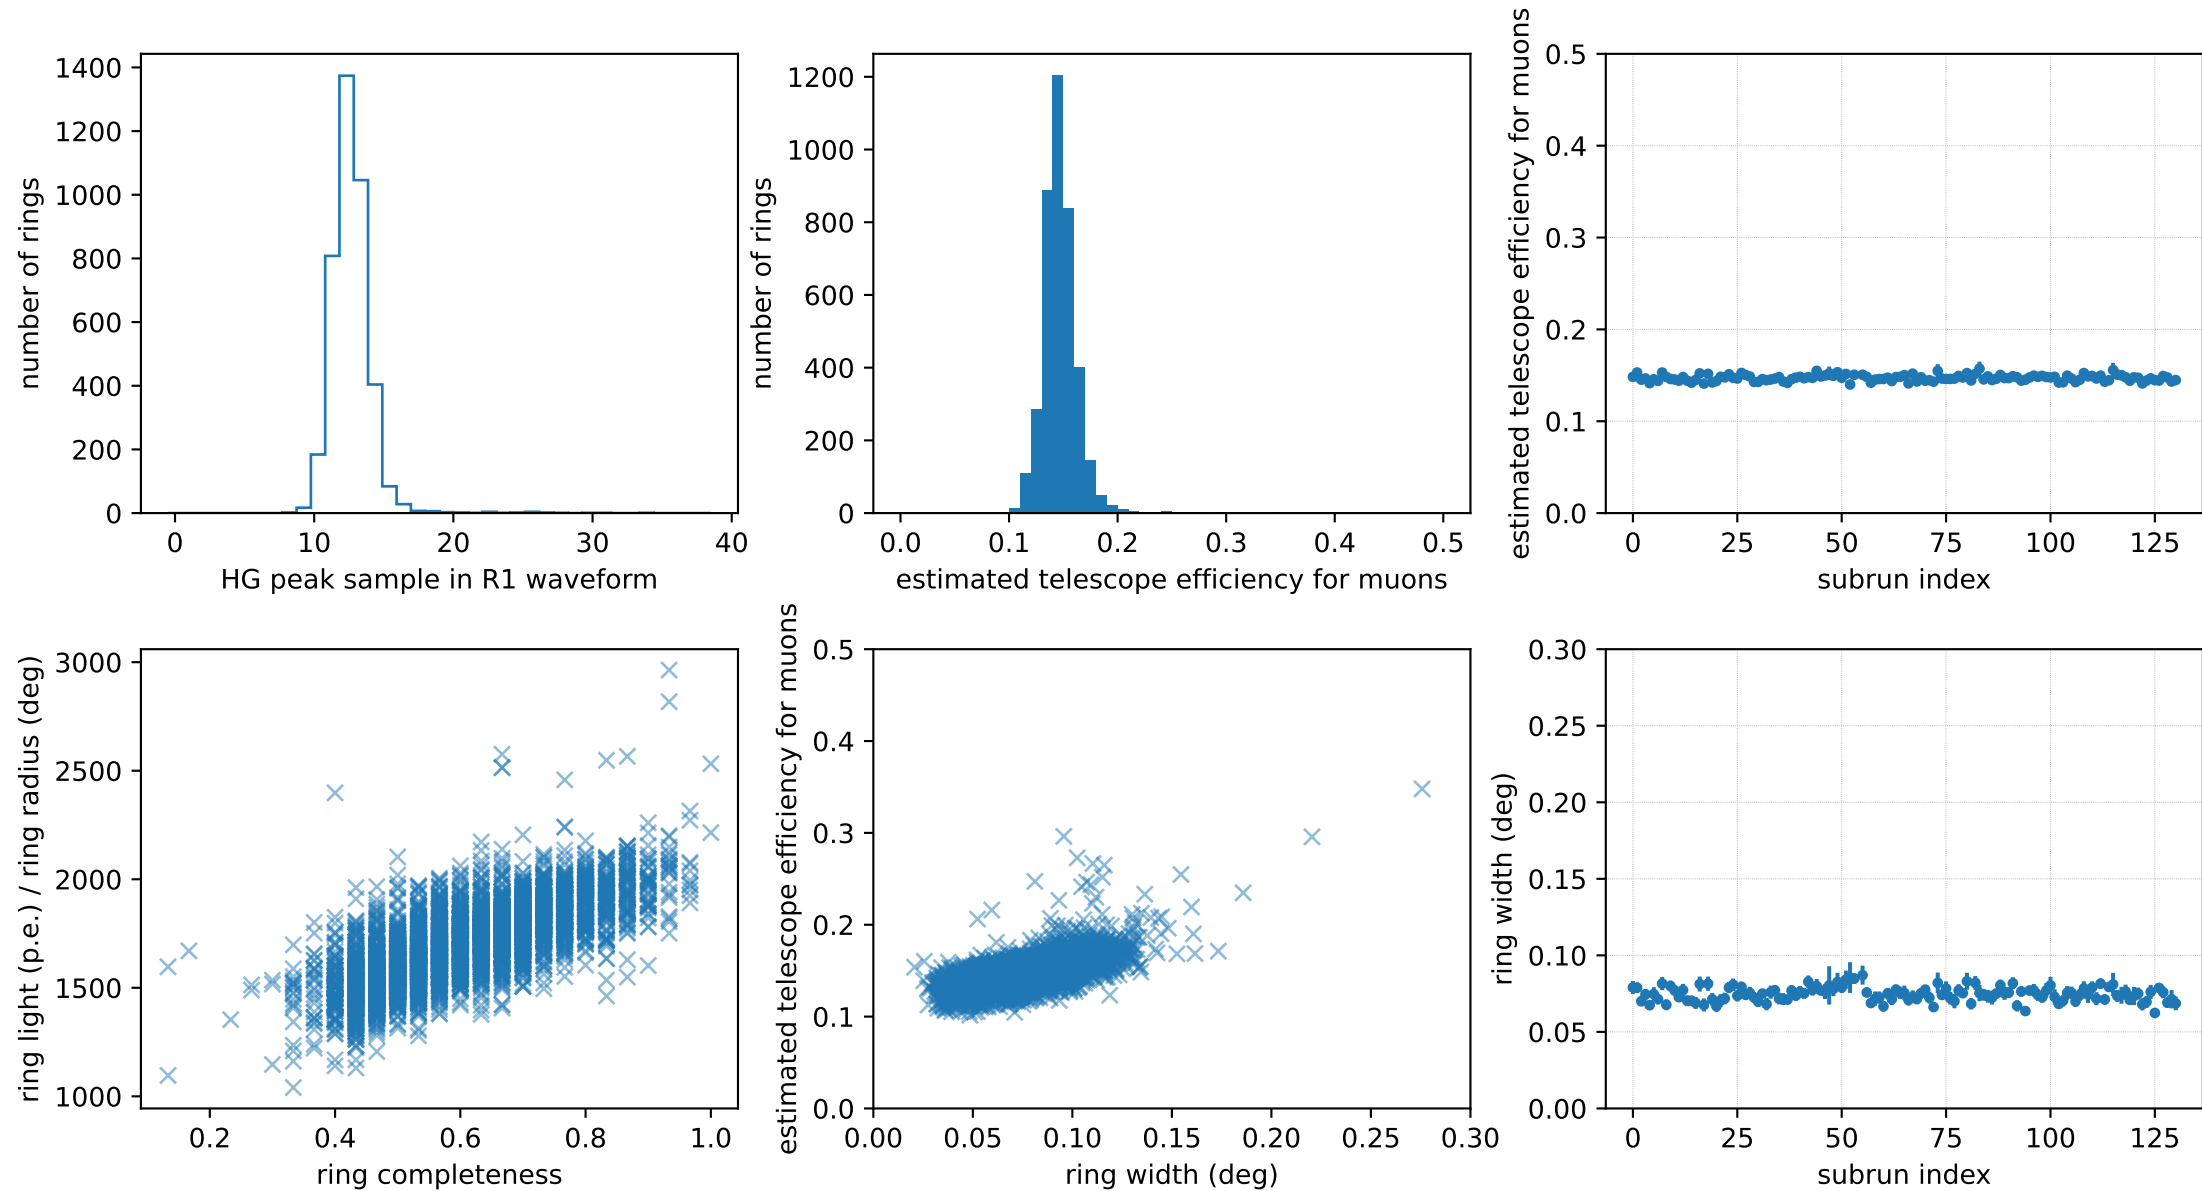 1400
1200
1000
800
600
400
200
0
number of rings
0 10 20 30 40
HG peak sample in R1 waveform
1200
1000
800
600
400
200
0
number of rings
0.0 0.1 0.2 0.3 0.4 0.5
estimated telescope efficiency for muons
0.5
0.4
0.3
0.2
0.1
0.0
estimated telescope efficiency for muons
0 25 50 75 100 125
subrun index
3000
2500
2000
1500
1000
ring light (p.e.) / ring radius (deg)
0.2 0.4 0.6 0.8 1.0
ring completeness
0.5
0.4
0.3
0.2
0.1
0.0
estimated telescope efficiency for muons
0.00 0.05 0.10 0.15 0.20 0.25 0.30
ring width (deg)
0.30
0.25
0.20
0.15
0.10
0.05
0.00
ring width (deg)
0 25 50 75 100 125
subrun index